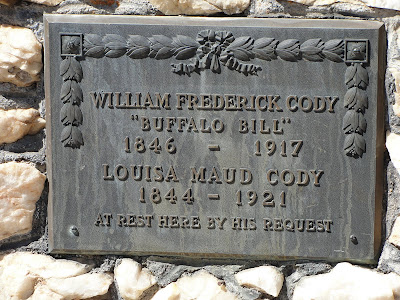 WILLIAM FREDERICK CODY
"BUFFALO BILL"
1846 - 1917
LOUISA MAUD CODY
1844 - 1921
AT REST HERE BY HIS REQUEST